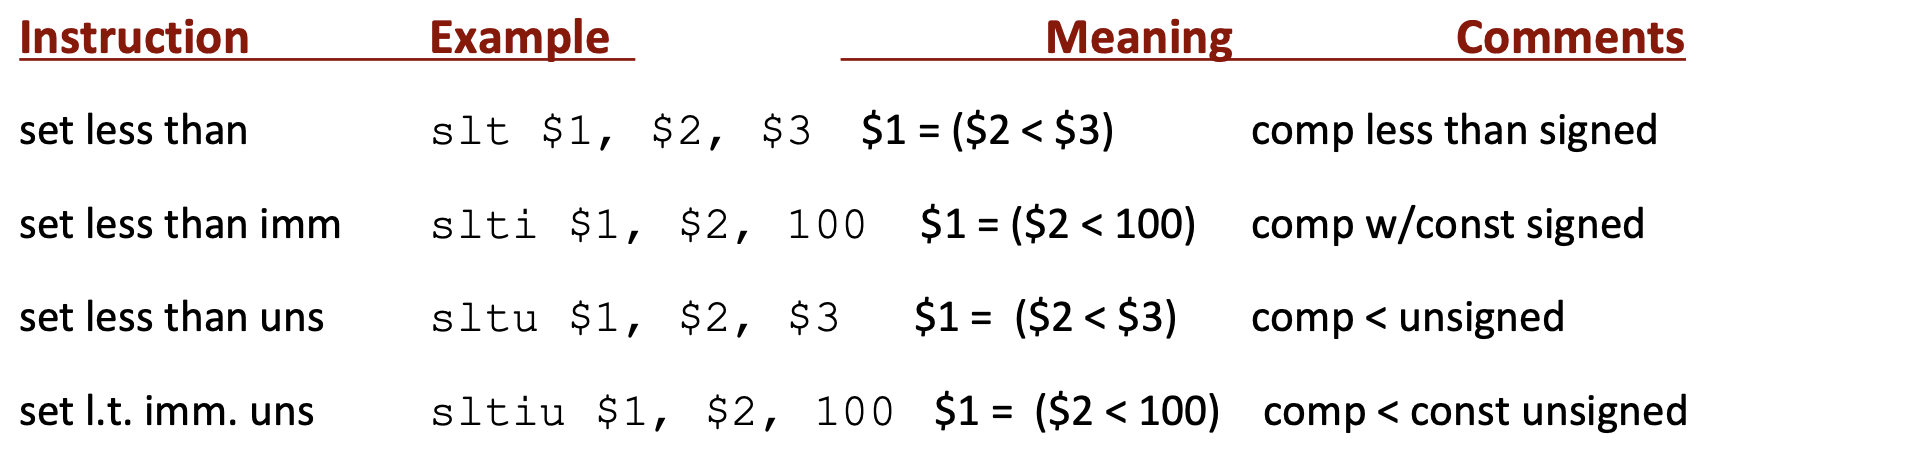 Instruction Example Meaning Comments
set less than slt $1, $2, $3 $1 = ($2 < $3) comp less than signed
set less than imm slti $1, $2, 100 $1 = ($2 < 100) comp w/const signed
set less than uns sltu $1, $2, $3 $1 = ($2 < $3) comp < unsigned
set l.t. imm. uns sltiu $1, $2, 100 $1 = ($2 < 100) comp < const unsigned